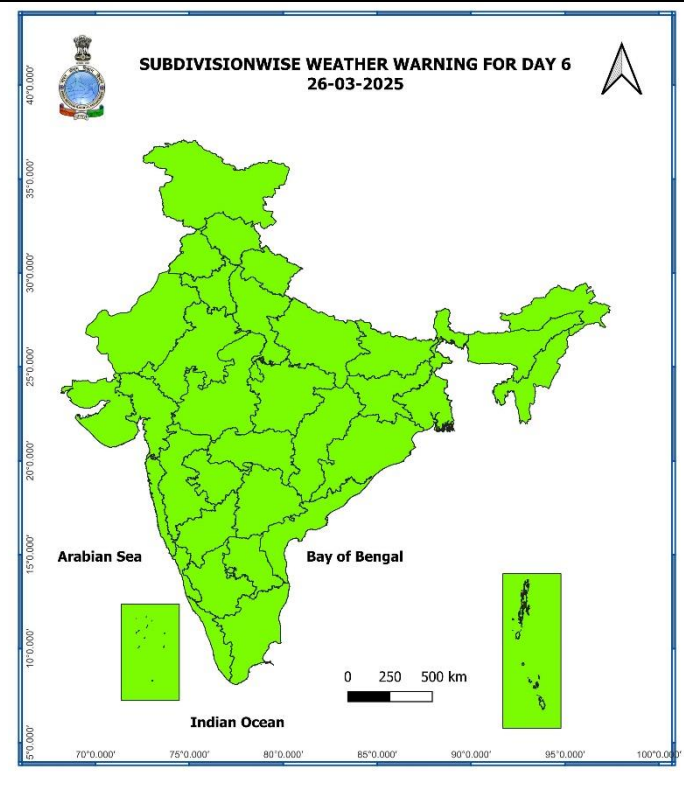 SUBDIVISIONWISE WEATHER WARNING FOR DAY 6
26-03-2025
40°0.000'
35°0.000'
30°0.000'
25°0.000'
20°0.000'
15°0.000'
10°0.000'
5°0.000'
Arabian Sea
Bay of Bengal
0 250 500 km
Indian Ocean
70°0.000' 75°0.000' 80°0.000' 85°0.000' 90°0.000' 95°0.000' 100°0.000'